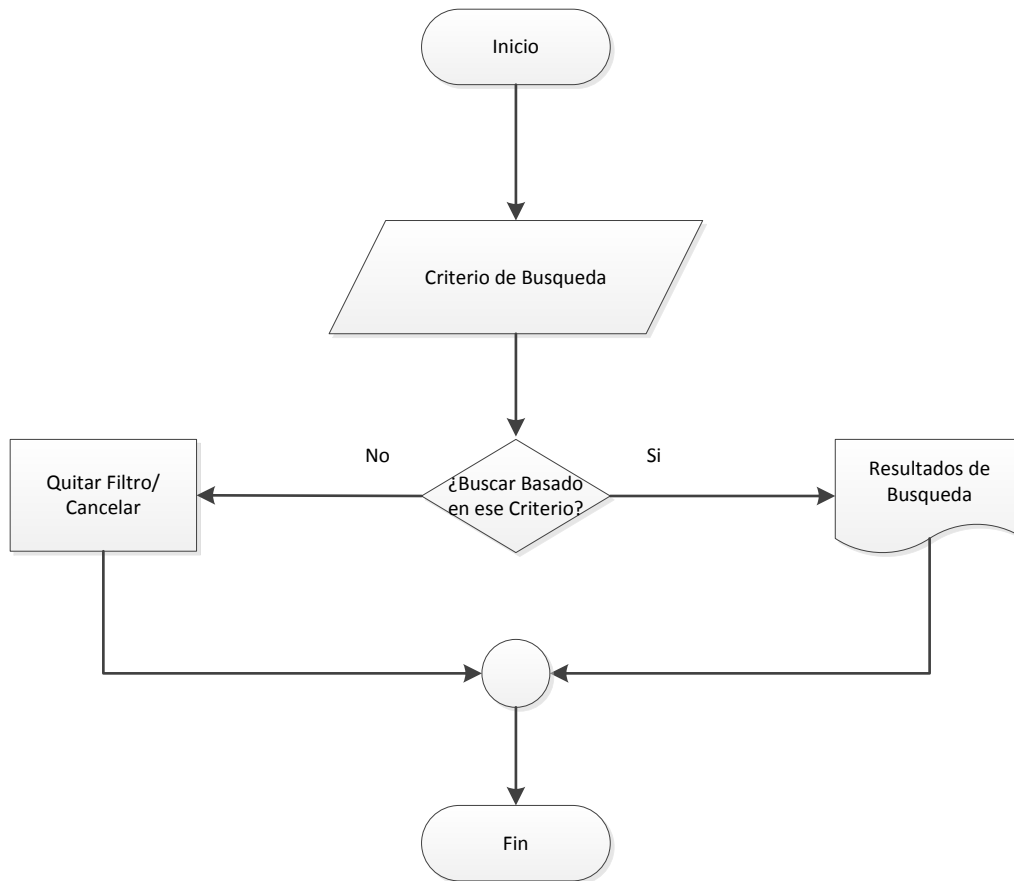 Inicio
Criterio de Busqueda
No
Si
Quitar Filtro/
Cancelar
¿Buscar Basado
en ese Criterio?
Resultados de
Busqueda
Fin